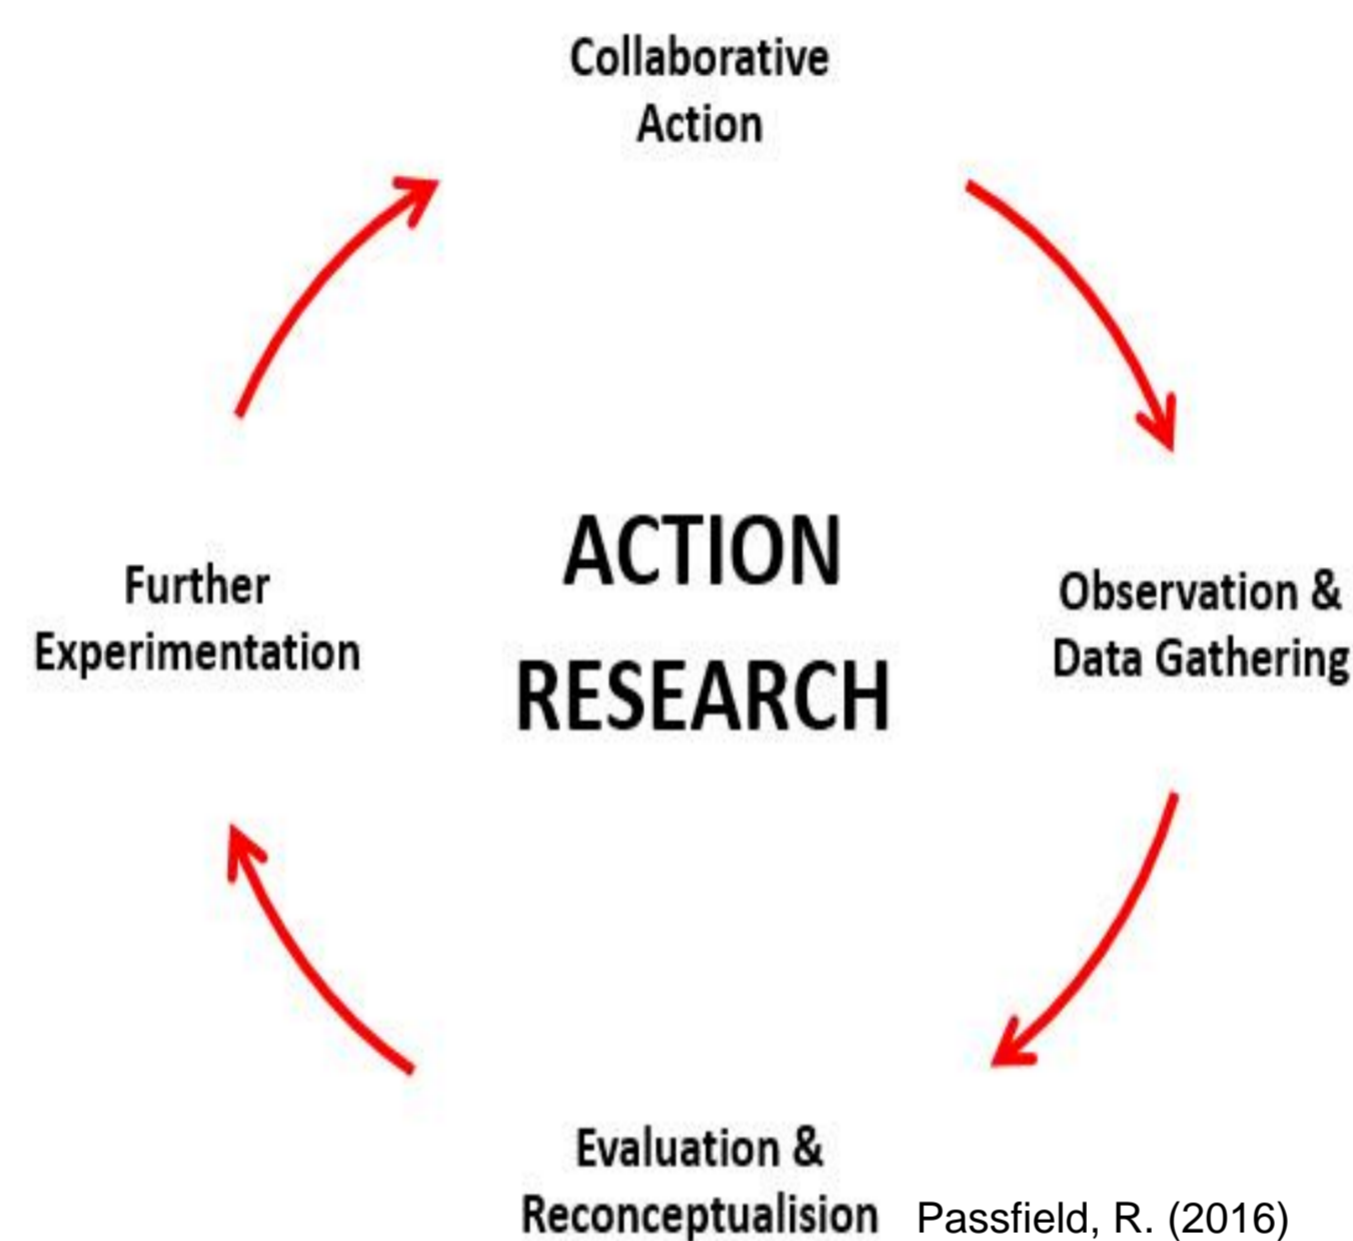 Collaborative
Action
ACTION
RESEARCH
Further
Experimentation
Observation &
Data Gathering
Evaluation &
Reconceptualision
Passfield, R. (2016)